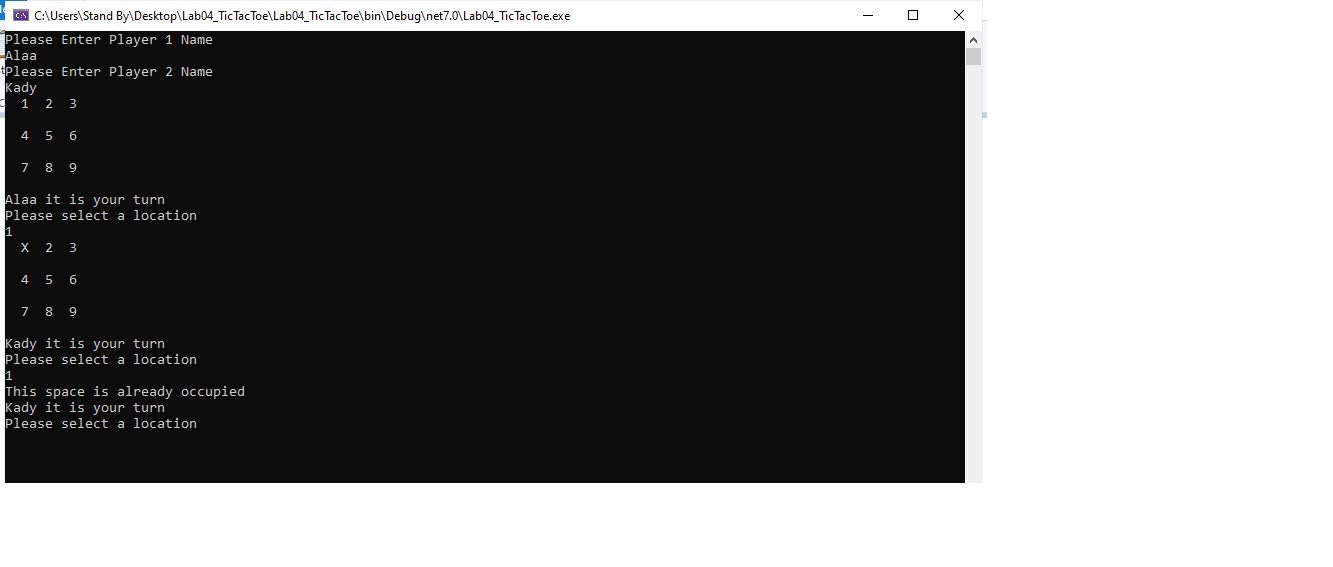 C:\Users\Stand By\Desktop\Lab04_TicTacToe\Lab04_TicTacToe\bin\Debug\net7.0\Lab04_TicTacToe.exe
Please Enter Player 1 Name
Alaa
Please Enter Player 2 Name
Kady
1 2 3
4 5 6
7 8 9
Alaa it is your turn
Please select a location
1
X 2 3
4 5 6
7 8 9
Kady it is your turn
Please select a location
1
This space is already occupied
Kady it is your turn
Please select a location